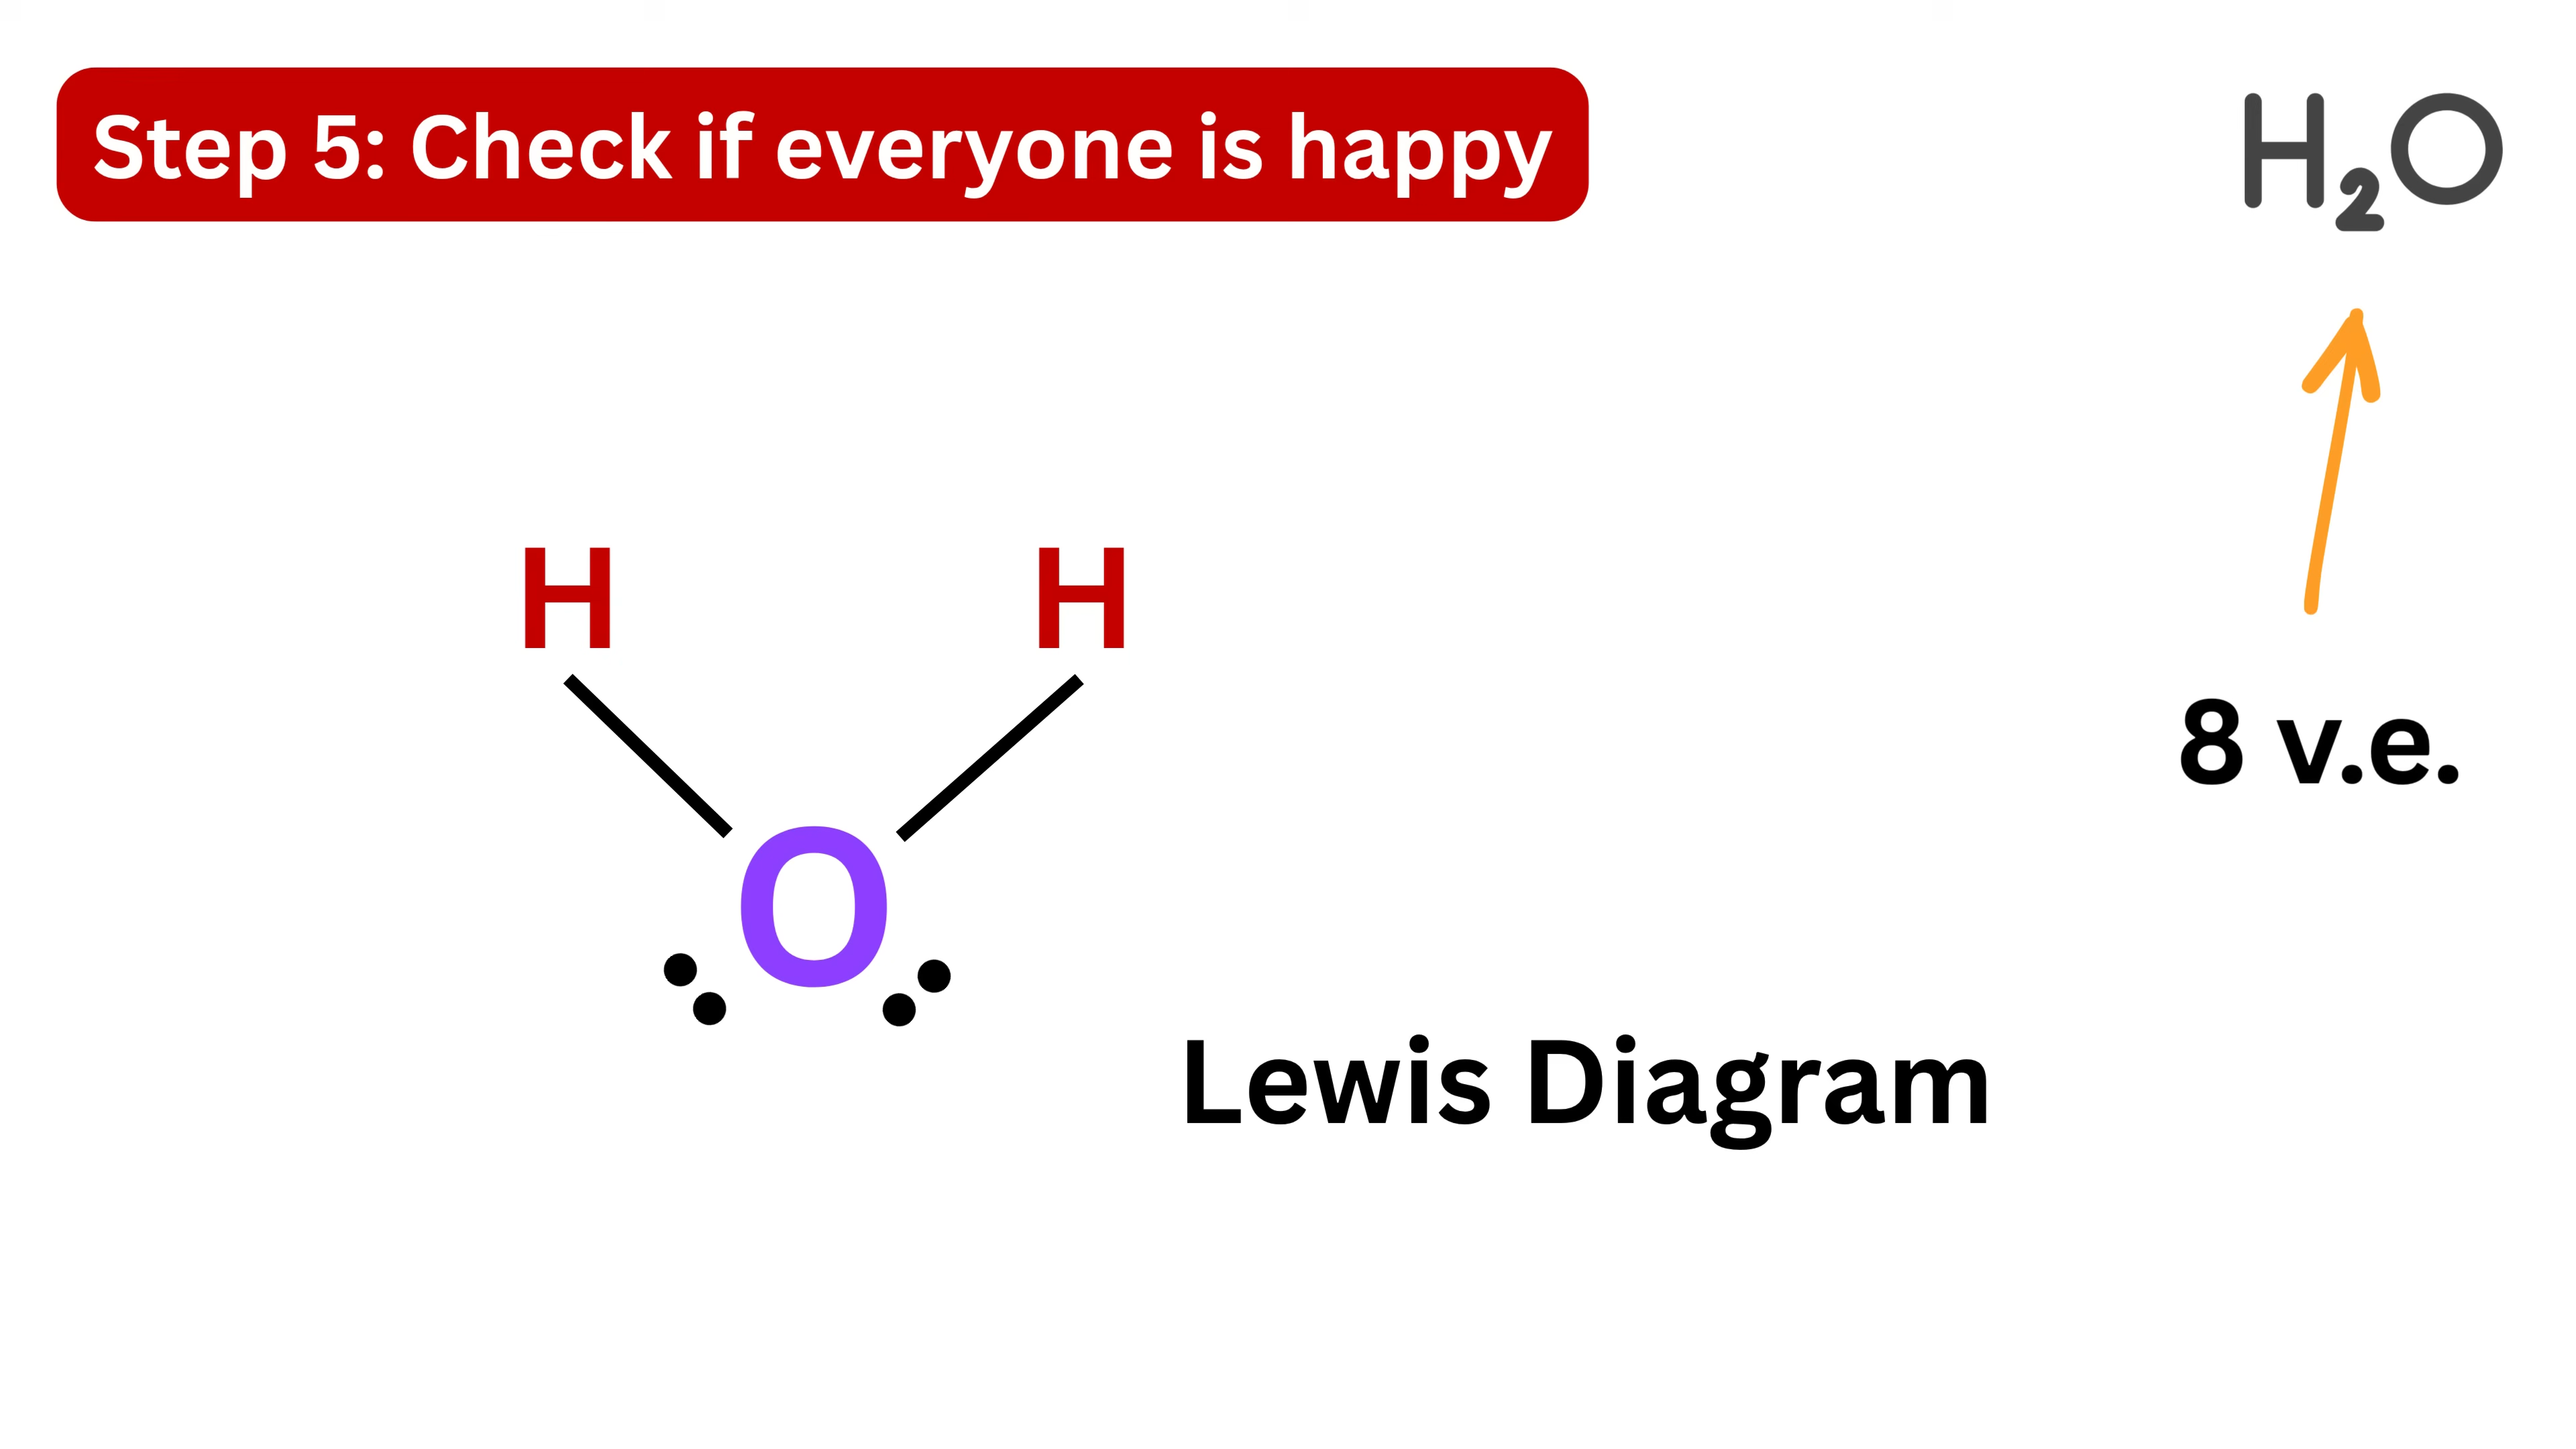 Step 5: Check if everyone is happy
H₂O
H H
O
8 v.e.
Lewis Diagram